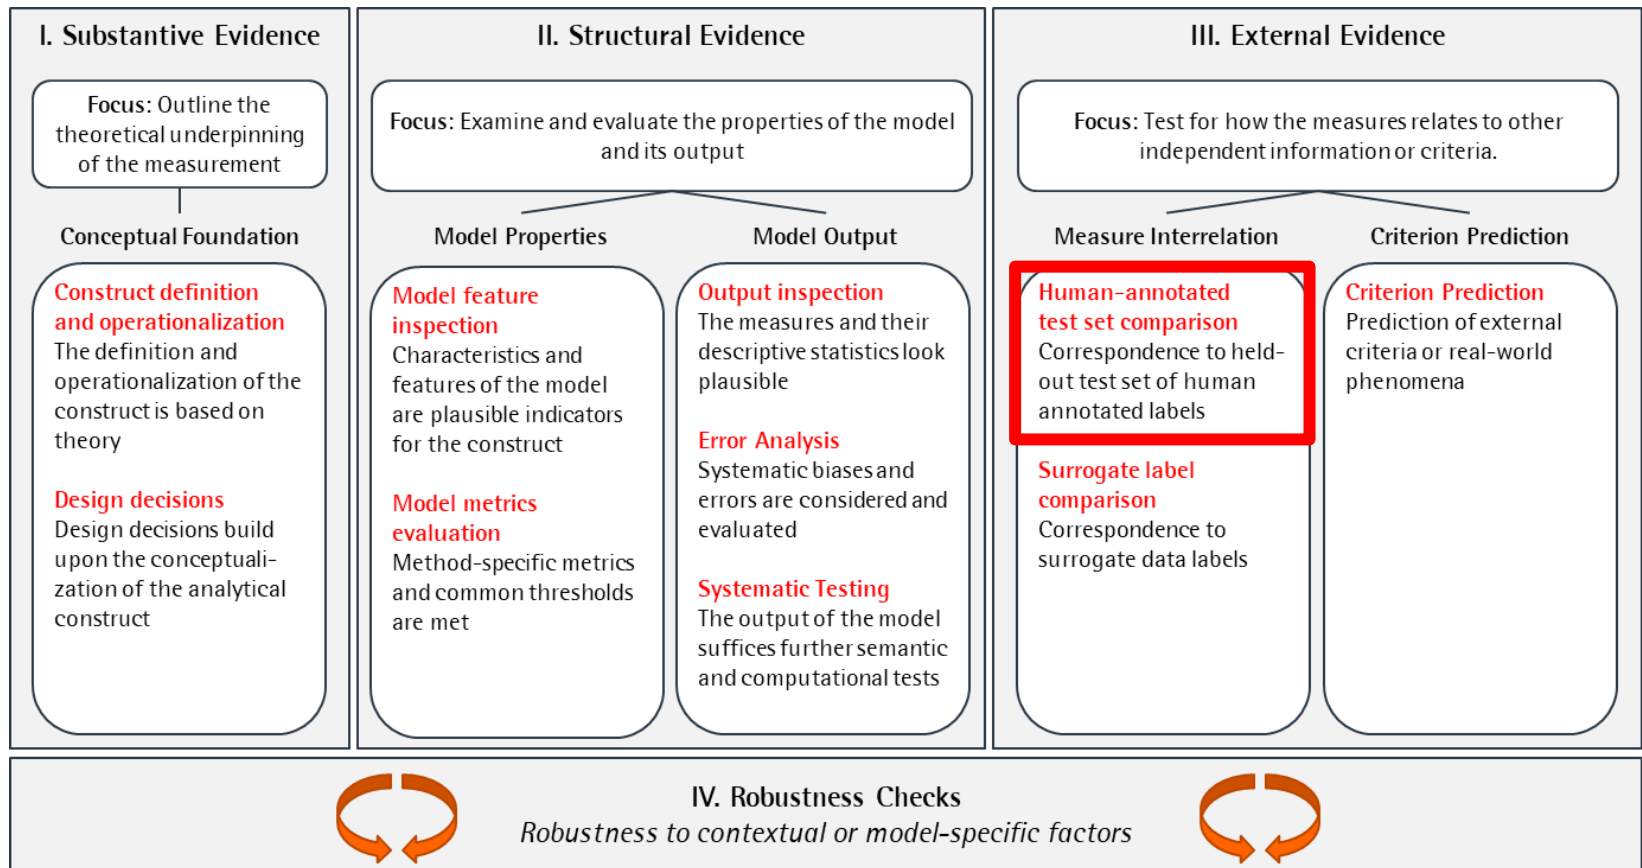 I. Substantive Evidence
Focus: Outline the
theoretical underpinning
of the measurement
Conceptual Foundation
Construct definition
and operationalization
The definition and
operationalization of the
construct is based on
theory
Design decisions
Design decisions build
upon the conceptuali-
zation of the analytical
construct
II. Structural Evidence
Focus: Examine and evaluate the properties of the model
and its output
Model Properties
Model feature
inspection
Characteristics and
features of the model
are plausible indicators
for the construct
Model metrics
evaluation
Method-specific metrics
and common thresholds
are met
Model Output
Output inspection
The measures and their
descriptive statistics look
plausible
Error Analysis
Systematic biases and
errors are considered and
evaluated
Systematic Testing
The output of the model
suffices further semantic
and computational tests
III. External Evidence
Focus: Test for how the measures relates to other
independent information or criteria.
Measure Interrelation
Human-annotated
test set comparison
Correspondence to held-
out test set of human
annotated labels
Surrogate label
comparison
Correspondence to
surrogate data labels
Criterion Prediction
Criterion Prediction
Prediction of external
criteria or real-world
phenomena
IV. Robustness Checks
Robustness to contextual or model-specific factors